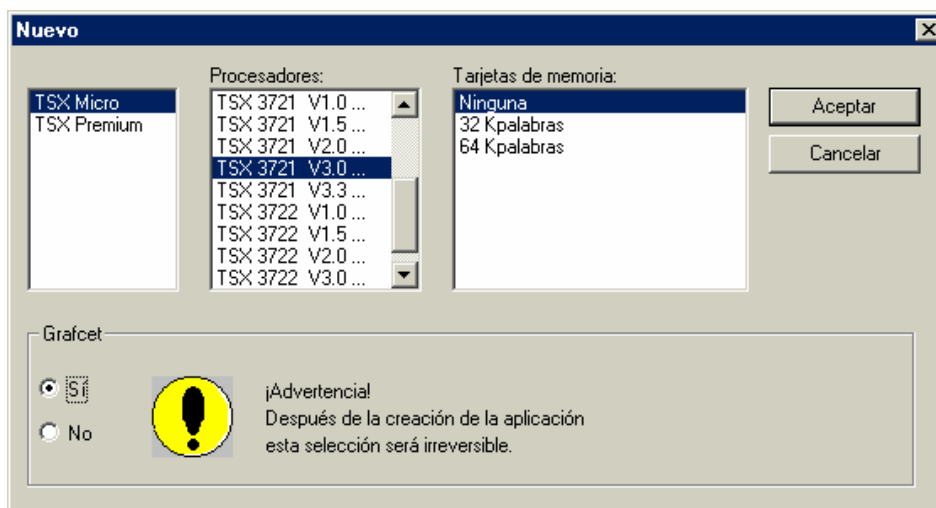 Nuevo
TSX Micro
TSX Premium
Procesadores:
TSX 3721 V1.0 ...
TSX 3721 V1.5 ...
TSX 3721 V2.0 ...
TSX 3721 V3.0 ...
TSX 3721 V3.3 ...
TSX 3722 V1.0 ...
TSX 3722 V1.5 ...
TSX 3722 V2.0 ...
TSX 3722 V3.0 ...
Tarjetas de memoria:
Ninguna
32 Kpalabras
64 Kpalabras
Aceptar
Cancelar
Grafcet
Sí
No
¡Advertencia!
Después de la creación de la aplicación
esta selección será irreversible.